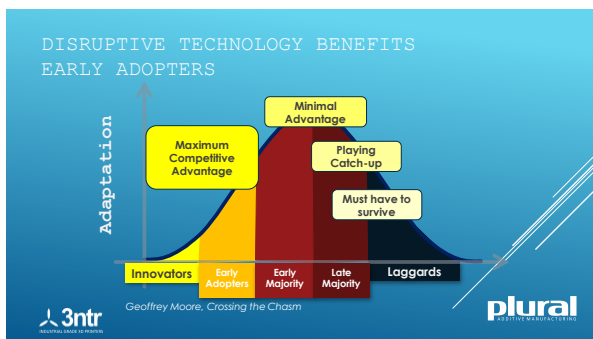 DISRUPTIVE TECHNOLOGY BENEFITS
EARLY ADOPTERS
Adaptation
Minimal
Advantage
Maximum
Competitive
Advantage
Playing
Catch-up
Must have to
survive
Innovators
Early
Adopters
Early
Majority
Late
Majority
Laggards
Geoffrey Moore, Crossing the Chasm
3ntr
INDUSTRIAL GRADE 3D PRINTERS
plural
ADDITIVE MANUFACTURING